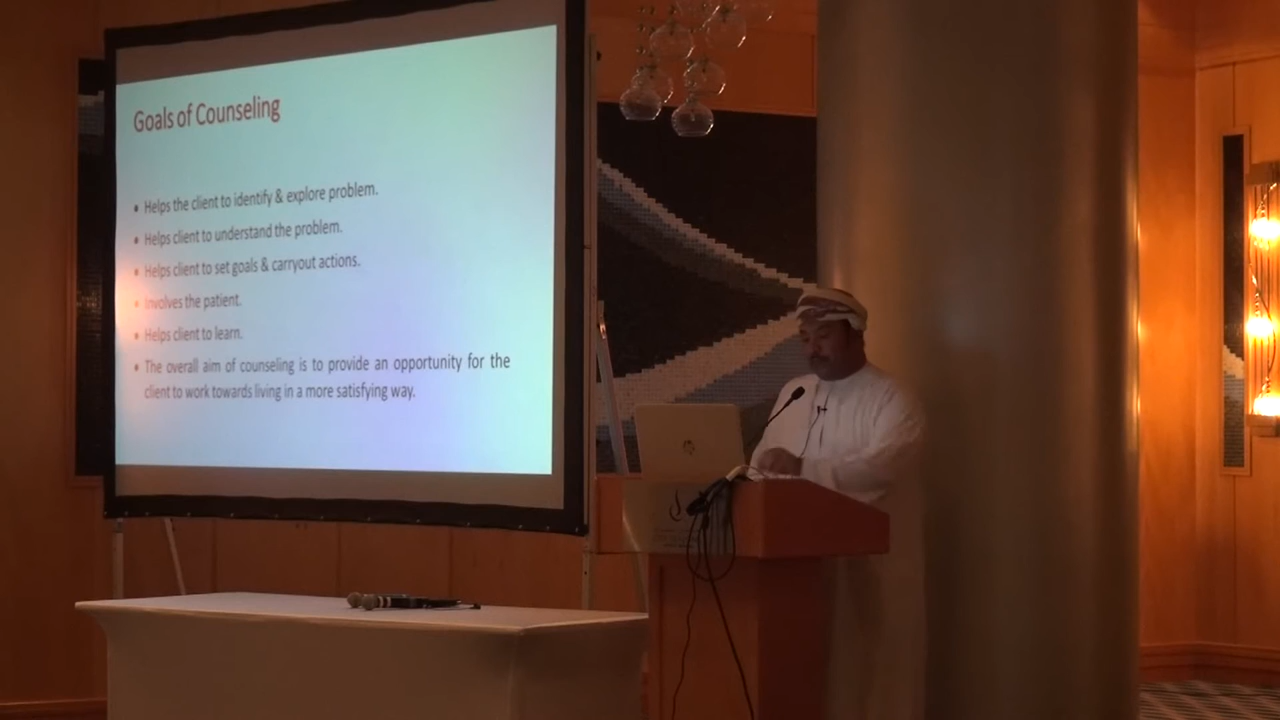 Goals of Counseling
• Helps the client to identify & explore problem.
• Helps client to understand the problem.
• Helps client to set goals & carryout actions.
• Involves the patient.
• Helps client to learn.
• The overall aim of counseling is to provide an opportunity for the
client to work towards living in a more satisfying way.